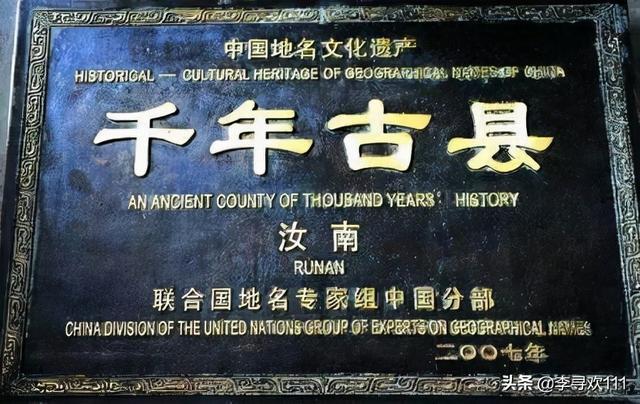 中国地名文化遗产
HISTORICAL — CULTURAL HERITAGE OF GEOGRAPHICAL NAMES OF CHINA
千年古县
AN ANCIENT COUNTY OF THOUSAND YEARS' HISTORY
汝南
RUNAN
联合国地名专家组中国分部
CHINA DIVISION OF THE UNITED NATIONS GROUP OF EXPERTS ON GEOGRAPHICAL NAMES
二〇〇七年
头条 @李寻欢111